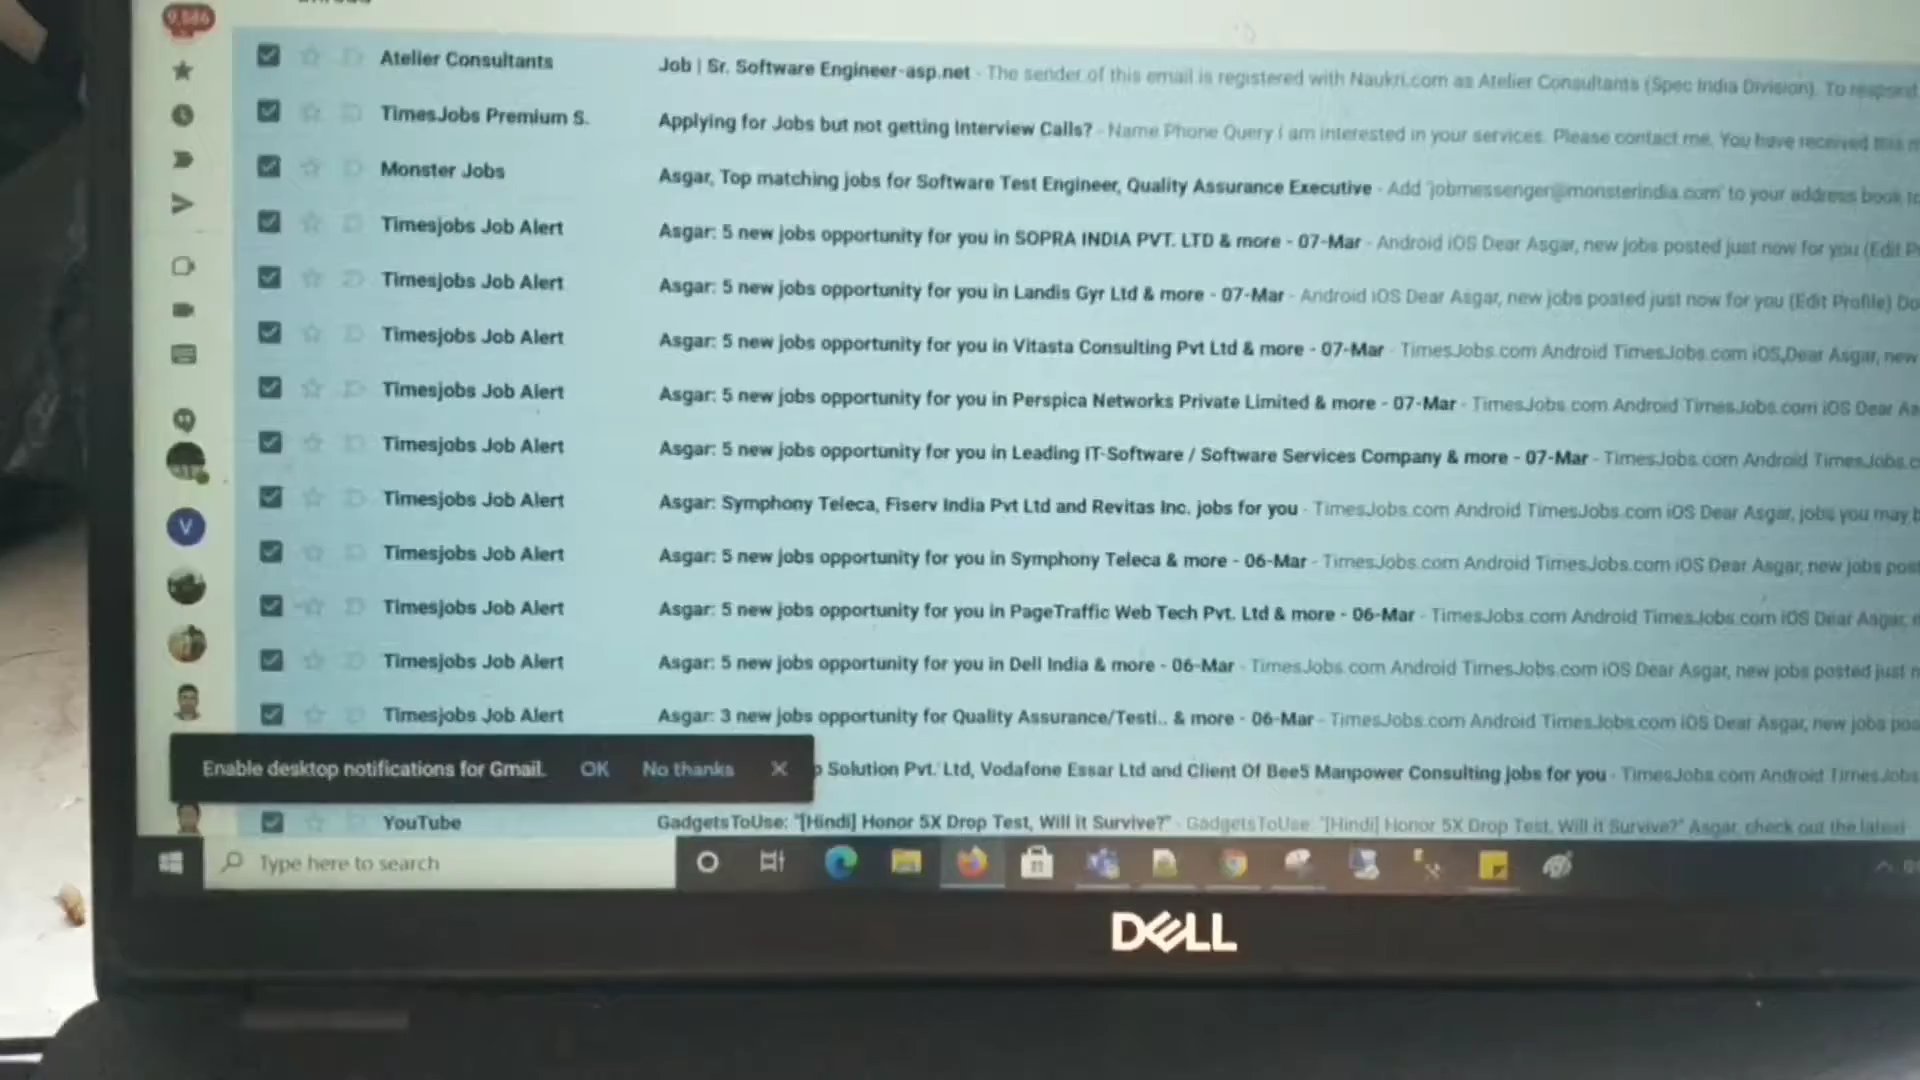 9,586
Atelier Consultants Job | Sr. Software Engineer-asp.net - The sender of this email is registered with Naukri.com as Atelier Consultants (Spec India Division). To respond
TimesJobs Premium S. Applying for Jobs but not getting Interview Calls? - Name Phone Query I am interested in your services. Please contact me. You have received this
Monster Jobs Asgar, Top matching jobs for Software Test Engineer, Quality Assurance Executive - Add 'jobmessenger@monsterindia.com' to your address book to
Timesjobs Job Alert Asgar: 5 new jobs opportunity for you in SOPRA INDIA PVT. LTD & more - 07-Mar - Android iOS Dear Asgar, new jobs posted just now for you (Edit
Timesjobs Job Alert Asgar: 5 new jobs opportunity for you in Landis Gyr Ltd & more - 07-Mar - Android iOS Dear Asgar, new jobs posted just now for you (Edit Profile) Do
Timesjobs Job Alert Asgar: 5 new jobs opportunity for you in Vitasta Consulting Pvt Ltd & more - 07-Mar - TimesJobs.com Android TimesJobs.com iOS Dear Asgar, new
Timesjobs Job Alert Asgar: 5 new jobs opportunity for you in Perspica Networks Private Limited & more - 07-Mar - TimesJobs.com Android TimesJobs.com iOS Dear
Timesjobs Job Alert Asgar: 5 new jobs opportunity for you in Leading IT-Software / Software Services Company & more - 07-Mar - TimesJobs.com Android TimesJobs.c
V
Timesjobs Job Alert Asgar: Symphony Teleca, Fiserv India Pvt Ltd and Revitas Inc. jobs for you - TimesJobs.com Android TimesJobs.com iOS Dear Asgar, jobs you may
Timesjobs Job Alert Asgar: 5 new jobs opportunity for you in Symphony Teleca & more - 06-Mar - TimesJobs.com Android TimesJobs.com iOS Dear Asgar, new jobs pos
Timesjobs Job Alert Asgar: 5 new jobs opportunity for you in PageTraffic Web Tech Pvt. Ltd & more - 06-Mar - TimesJobs.com Android TimesJobs.com iOS Dear Asgar,
Timesjobs Job Alert Asgar: 5 new jobs opportunity for you in Dell India & more - 06-Mar - TimesJobs.com Android TimesJobs.com iOS Dear Asgar, new jobs posted just
Timesjobs Job Alert Asgar: 3 new jobs opportunity for Quality Assurance/Testi.. & more - 06-Mar - TimesJobs.com Android TimesJobs.com iOS Dear Asgar, new jobs pos
Enable desktop notifications for Gmail. OK No thanks
p Solution Pvt. Ltd, Vodafone Essar Ltd and Client Of Bee5 Manpower Consulting jobs for you - TimesJobs.com Android TimesJobs
YouTube GadgetsToUse: "[Hindi] Honor 5X Drop Test, Will it Survive?" - GadgetsToUse: "[Hindi] Honor 5X Drop Test, Will it Survive?" Asgar, check out the latest
Type here to search
DELL